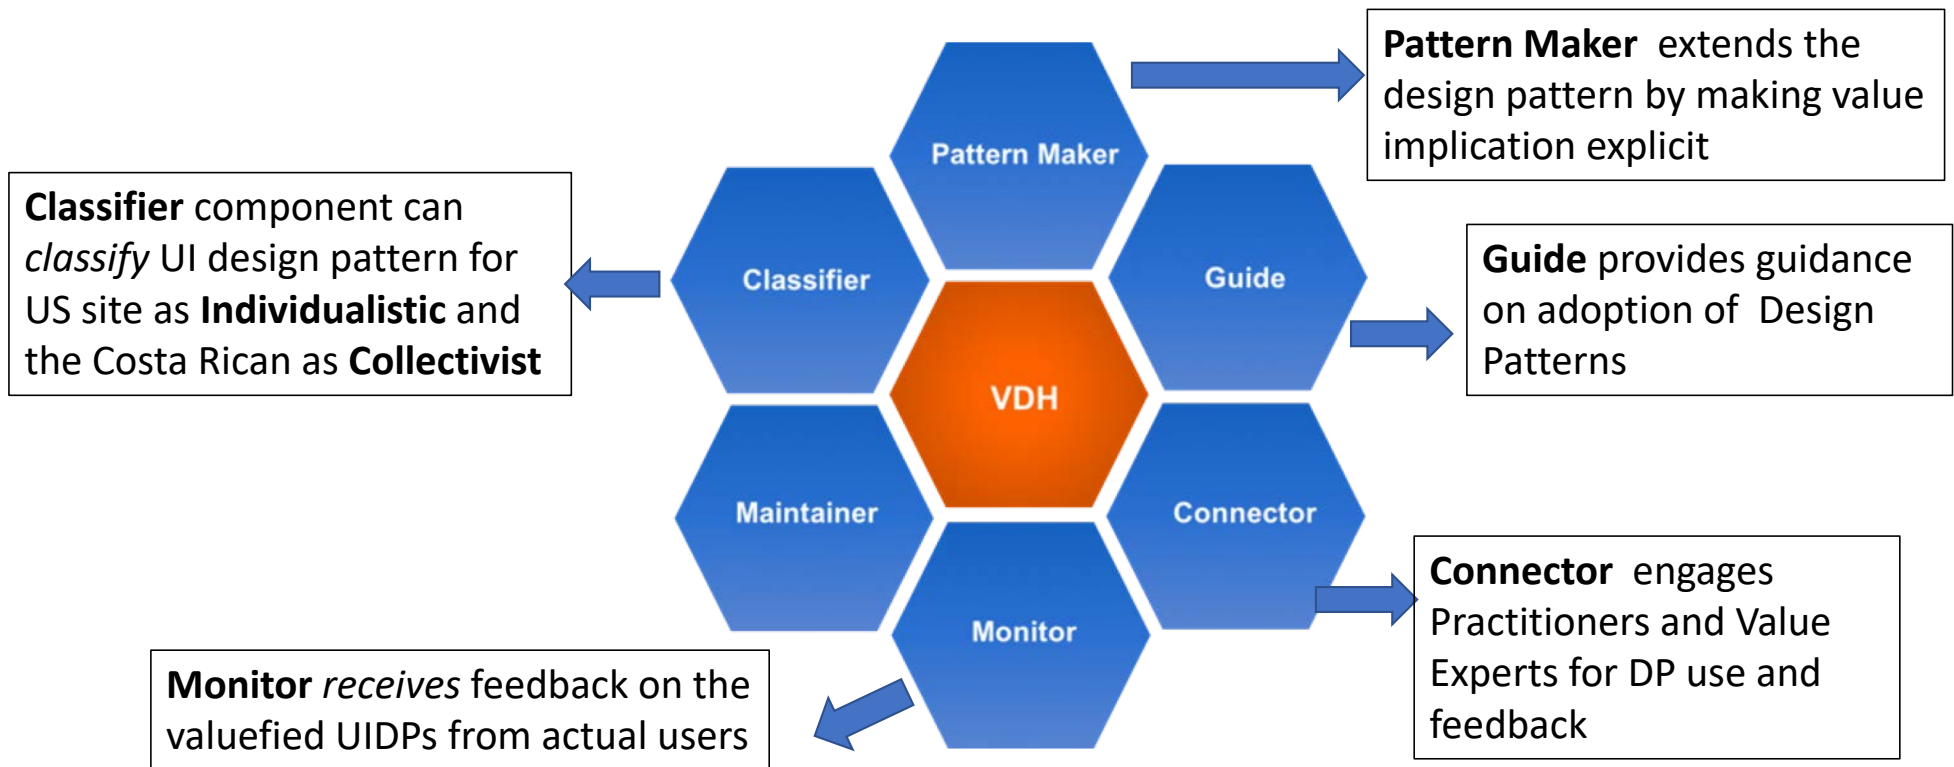 Pattern Maker extends the
design pattern by making value
implication explicit
Pattern Maker
Classifier component can
classify UI design pattern for
US site as Individualistic and
the Costa Rican as Collectivist
Classifier
Guide
Guide provides guidance
on adoption of Design
Patterns
VDH
Maintainer
Connector
Connector engages
Practitioners and Value
Experts for DP use and
feedback
Monitor
Monitor receives feedback on the
valuefied UIDPs from actual users